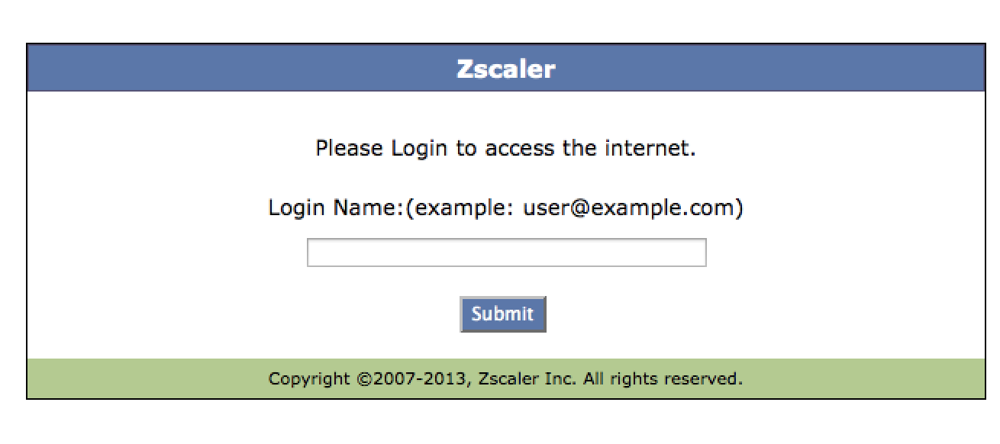 Zscaler
Please Login to access the internet.
Login Name:(example: user@example.com)
Submit
Copyright ©2007-2013, Zscaler Inc. All rights reserved.